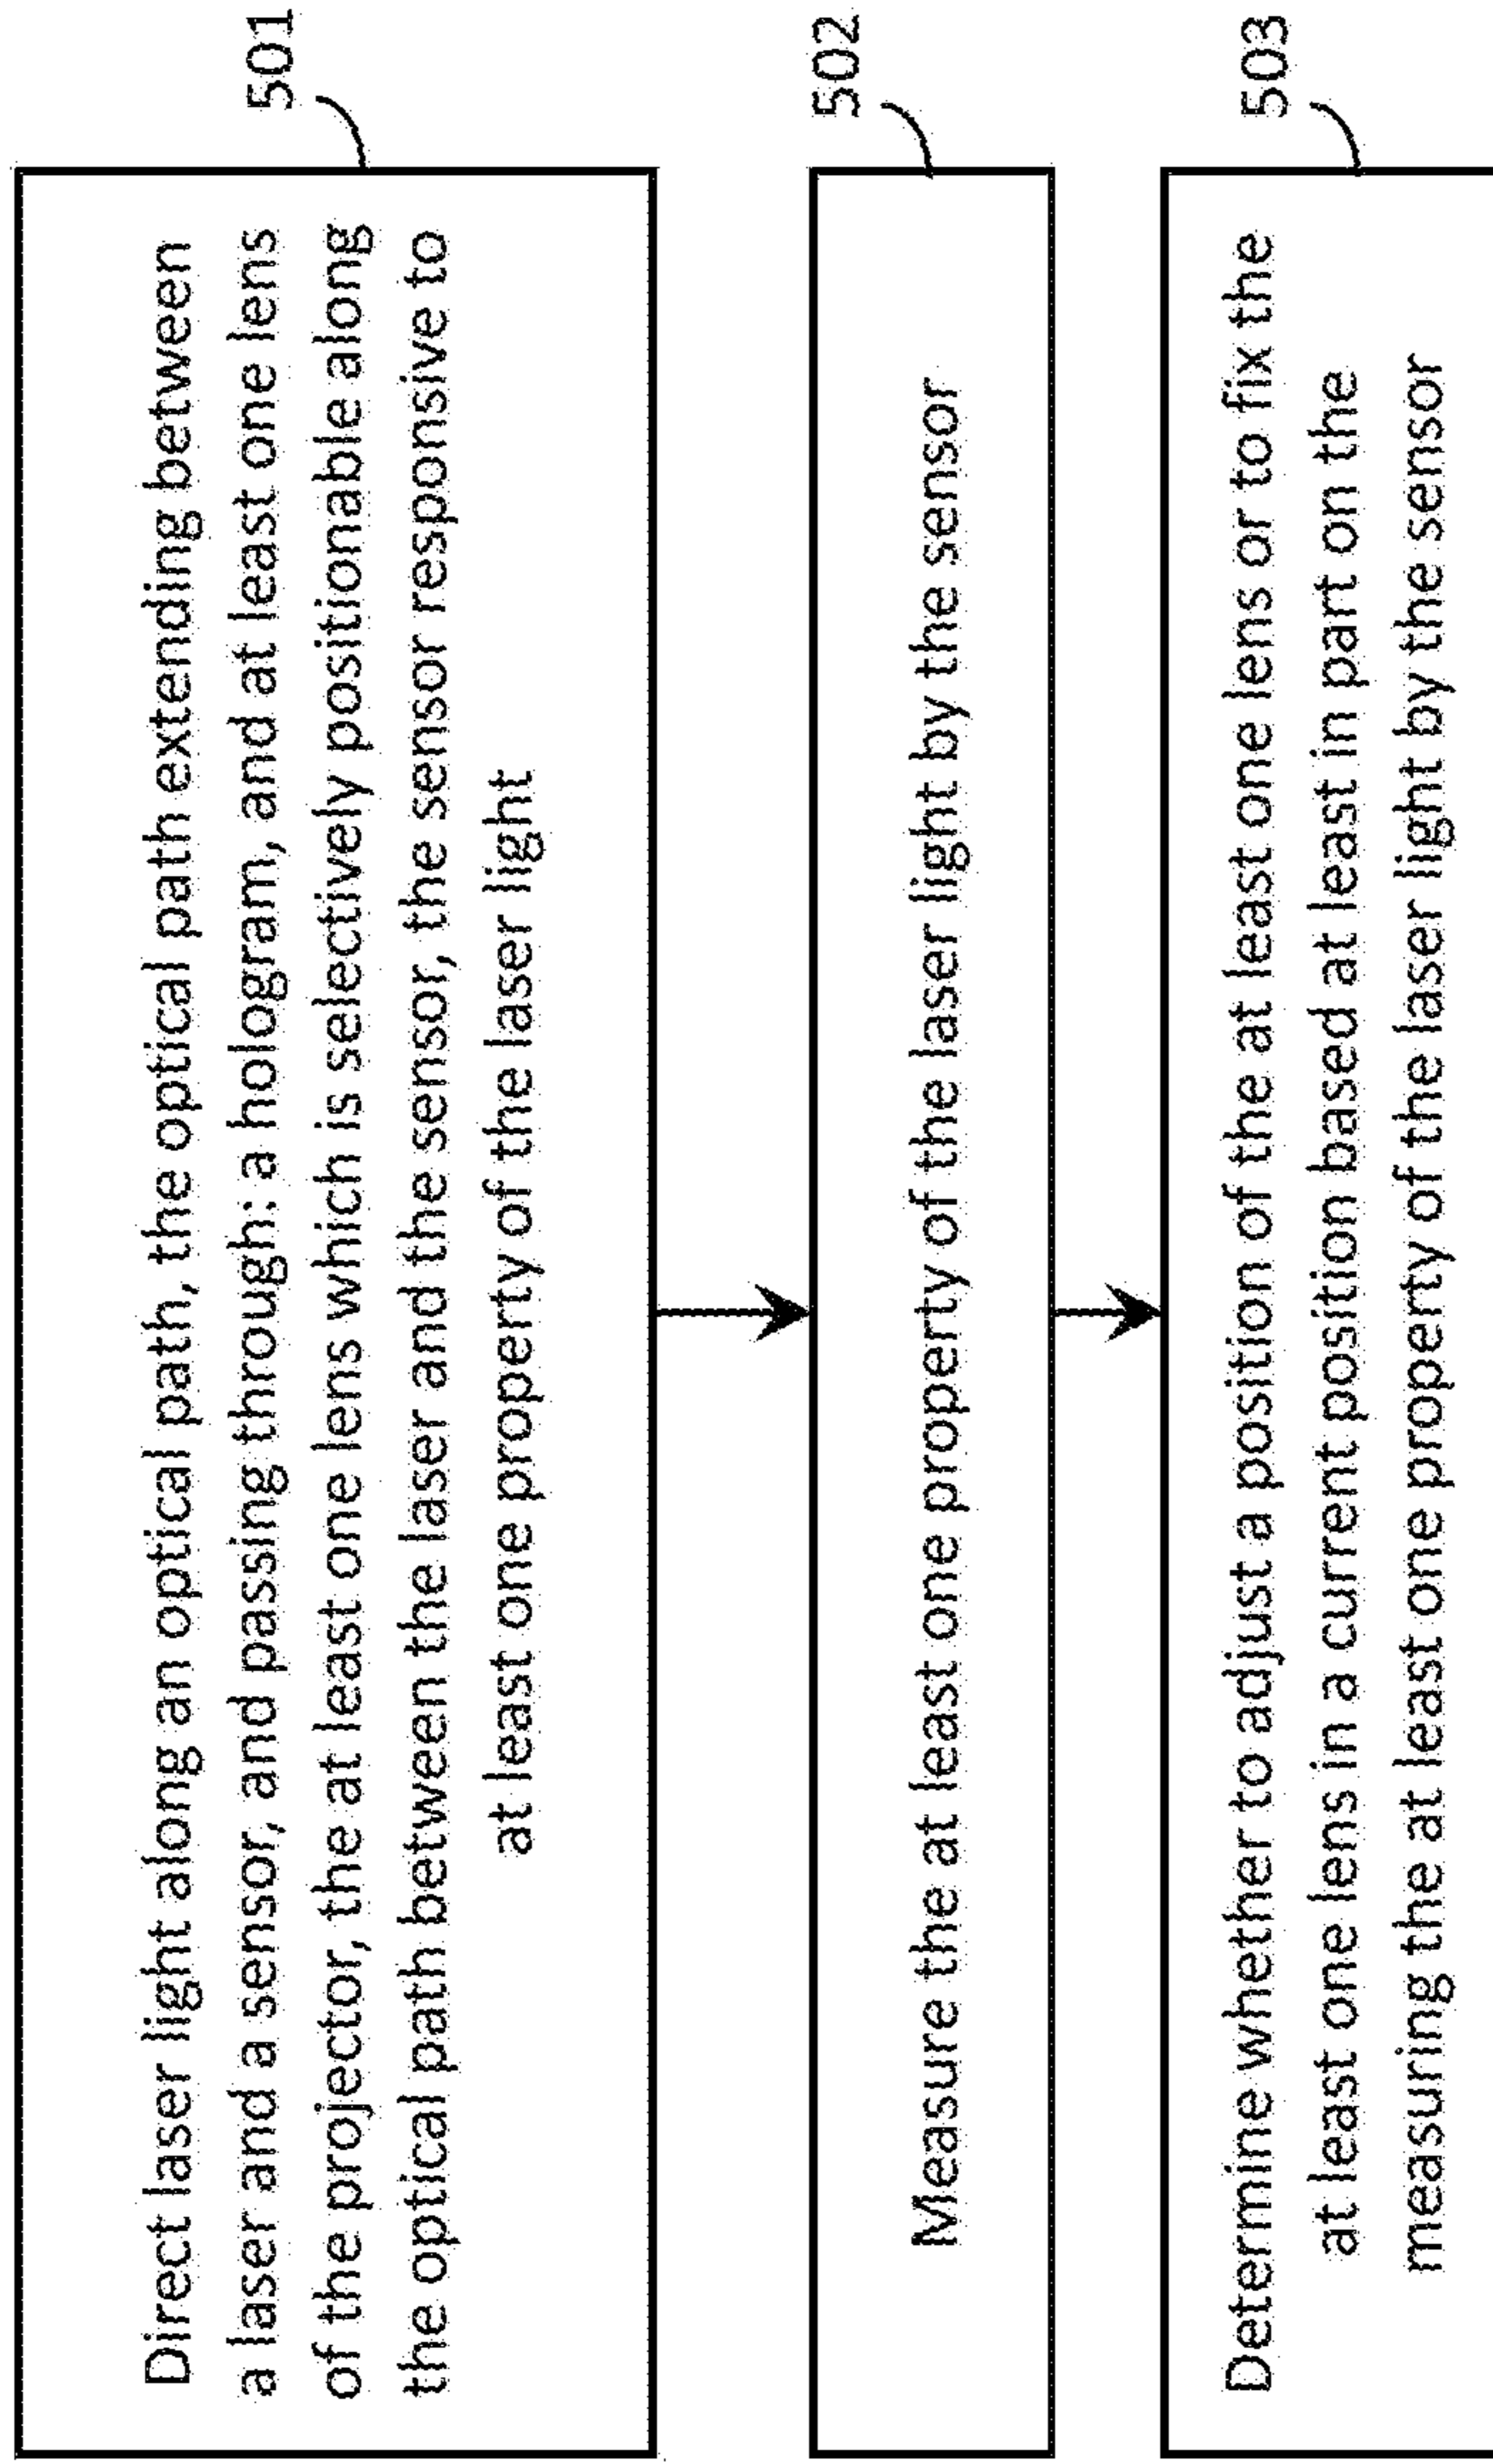 501
Direct laser light along an optical path, the optical path extending between
a laser and a sensor, and passing through: a hologram, and at least one lens
of the projector, the at least one lens which is selectively positionable along
the optical path between the laser and the sensor, the sensor responsive to
at least one property of the laser light
502
Measure the at least one property of the laser light by the sensor
503
Determine whether to adjust a position of the at least one lens or to fix the
at least one lens in a current position based at least in part on the
measuring the at least one property of the laser light by the sensor